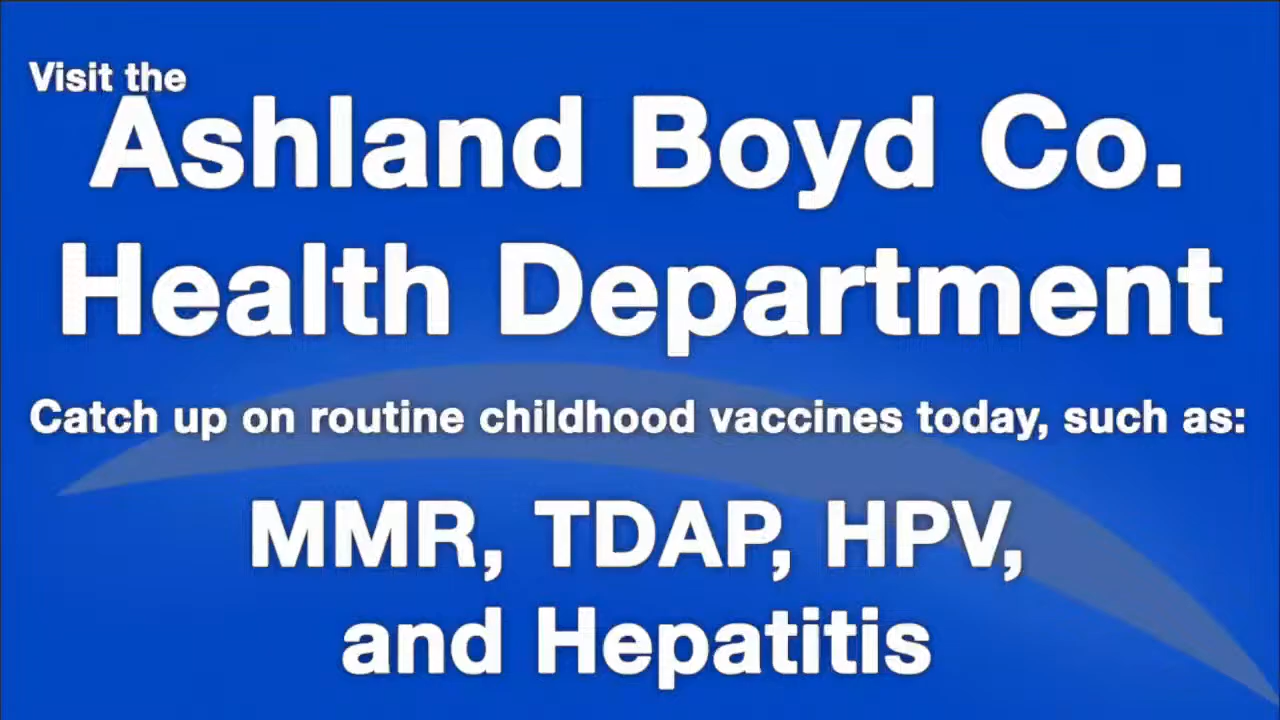 Visit the
Ashland Boyd Co.
Health Department
Catch up on routine childhood vaccines today, such as:
MMR, TDAP, HPV,
and Hepatitis